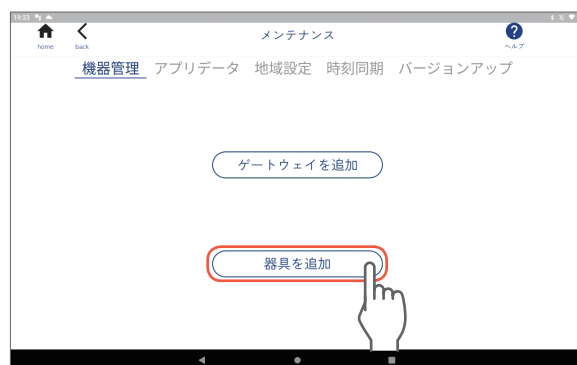 19:23
home back メンテナンス ヘルプ
機器管理 アプリデータ 地域設定 時刻同期 バージョンアップ
ゲートウェイを追加
器具を追加